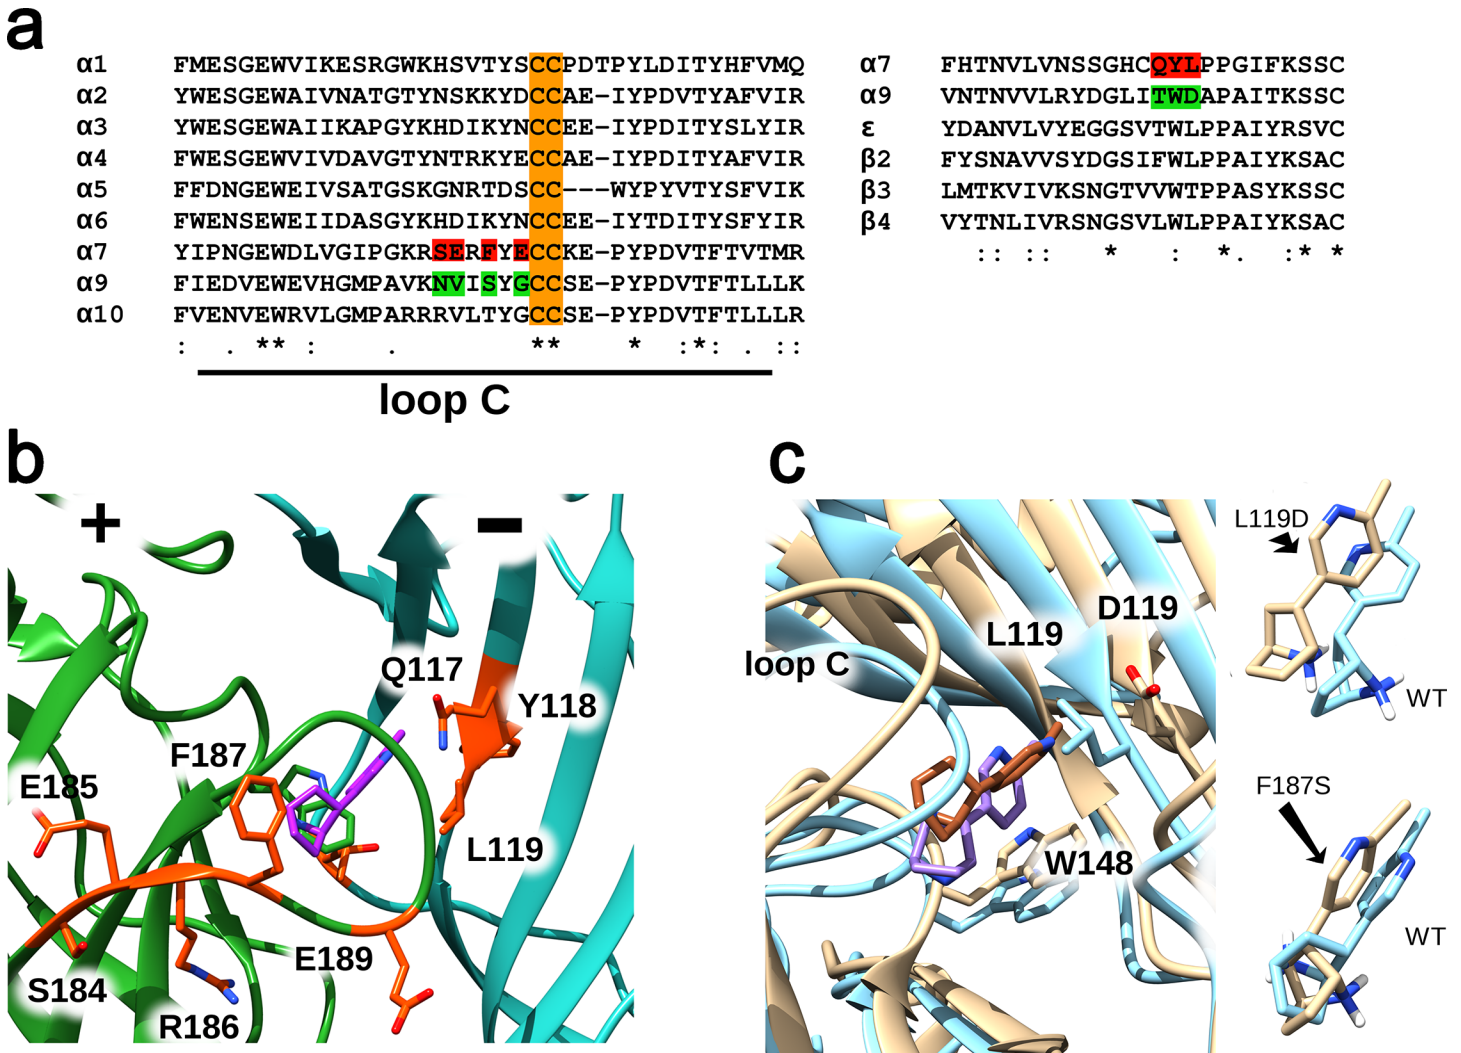 a
α1 FMESGEWVIKESRGWKHSVTYSCCPDTPYLDITYHFVMQ
α2 YWESGEWAIVNATGTYNSKKYDCCAE-IYPDVTYAFVIR
α3 YWESGEWAIIKAPGYKHDIKYNCCEE-IYPDITYSLYIR
α4 FWESGEWVIVDAVGTYNTRKYECCAE-IYPDITYAFVIR
α5 FFDNGEWEIVSATGSKGNRTDSCC---WYPYVTYSFVIK
α6 FWENSEWEIIDASGYKHDIKYNCCEE-IYTDITYSFYIR
α7 YIPNGEWDLVGIPGKRSERFYECCKE-PYPDVTFTVTMR
α9 FIEDVEWEVHGMPAVKNVISYGCCSE-PYPDVTFTLLLK
α10 FVENVEWRVLGMPARRRVLTYGCCSE-PYPDVTFTLLLR
: . ** : . ** * :*: . ::
loop C
α7 FHTNVLVNSSGHCQYLPPGIFKSSC
α9 VNTNVVLRYDGLITWDAPAITKSSC
ε YDANVLVYEGGSVTWLPPAIYRSVC
β2 FYSNAVVSYDGSIFWLPPAIYKSAC
β3 LMTKVIVKSNGTVVWTPPASYKSSC
β4 VYTNLIVRSNGSVLWLPPAIYKSAC
:: :: * : *. :* *
b
+ -
Q117
Y118
F187
E185
L119
E189
S184
R186
c
L119D
D119
L119
loop C
WT
F187S
W148
WT